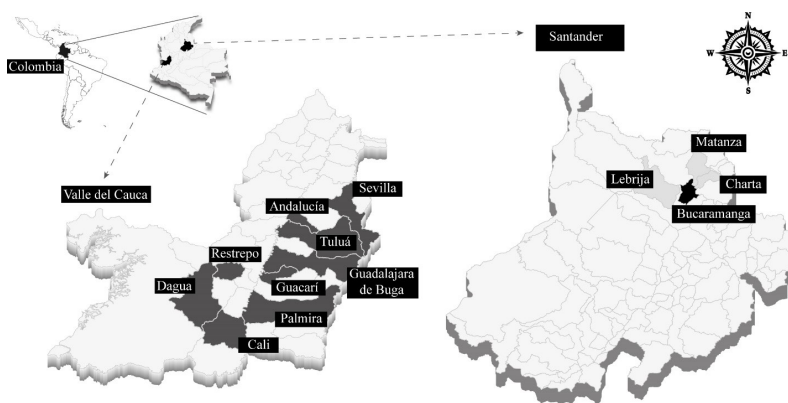 Colombia
Santander
N
W
E
S
Matanza
Lebrija
Charta
Bucaramanga
Valle del Cauca
Sevilla
Andalucía
Tuluá
Restrepo
Dagua
Guacarí
Guadalajara
de Buga
Palmira
Cali